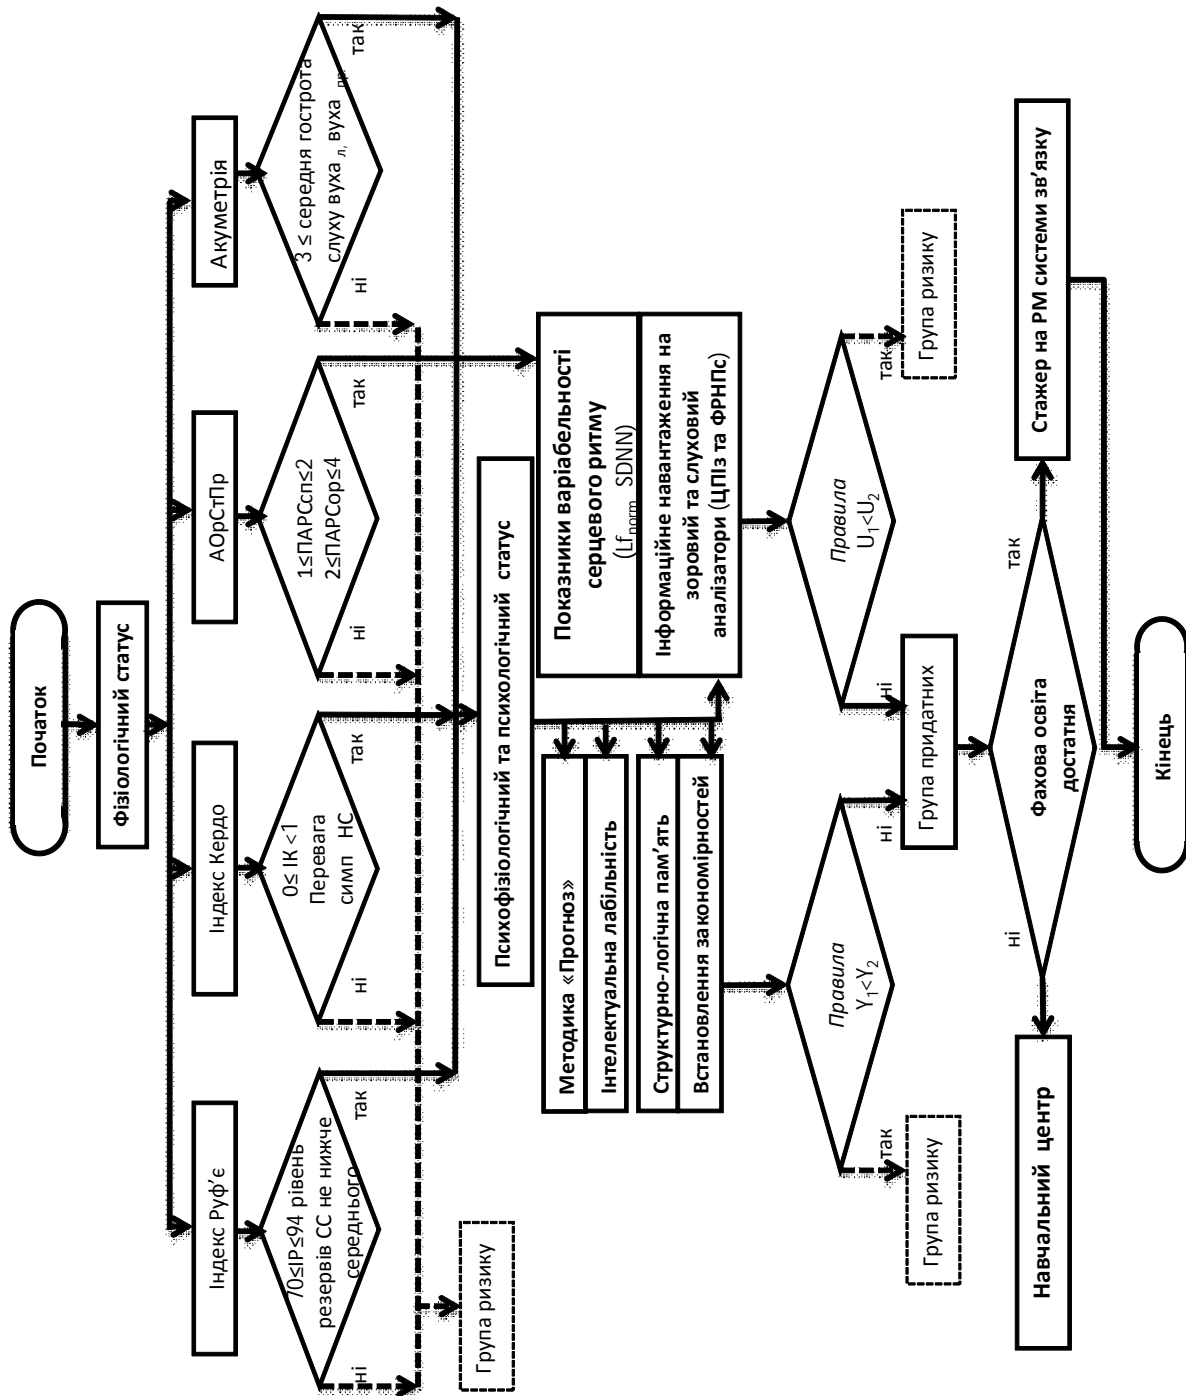 Початок
Фізіологічний статус
Індекс Руф'є
Індекс Кердо
АОрСтПр
Акуметрія
70≤ІР≤94 рівень
резервів СС не нижче
середнього
ні
так
0≤ ІК <1
Перевага
симп НС
ні
так
1≤ПАРСсп≤2
2≤ПАРСор≤4
ні
так
3 ≤ середня гострота
слуху вуха л, вуха пр
ні
так
Група ризику
Психофізіологічний та психологічний статус
Методика «Прогноз»
Інтелектуальна лабільність
Структурно-логічна пам'ять
Встановлення закономірностей
Показники варіабельності
серцевого ритму
(Lfnorm SDNN)
Інформаційне навантаження на
зоровий та слуховий
аналізатори (ЦПІз та ФРНПс)
Правила
Y1<Y2
так
ні
Правила
U1<U2
ні
так
Група ризику
Група придатних
Група ризику
Фахова освіта
достатня
ні
так
Навчальний центр
Стажер на РМ системи зв'язку
Кінець